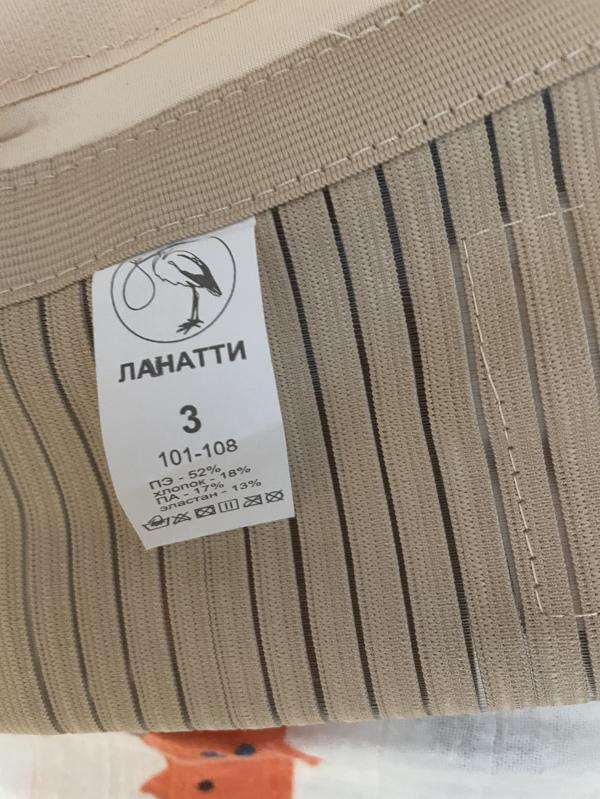 ЛАНАТТИ
3
101-108
ПЭ - 52%
хлопок - 18%
ПА - 17%
эластан - 13%